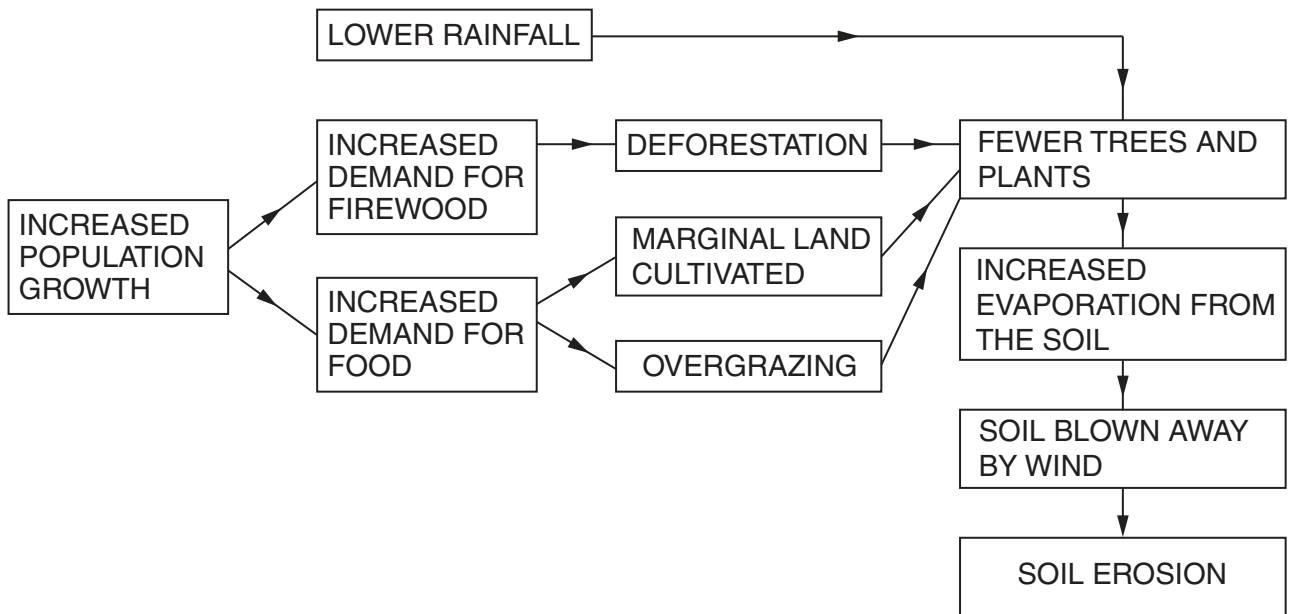 LOWER RAINFALL
INCREASED
DEMAND FOR
FIREWOOD
DEFORESTATION
FEWER TREES AND
PLANTS
INCREASED
POPULATION
GROWTH
MARGINAL LAND
CULTIVATED
INCREASED
EVAPORATION FROM
THE SOIL
INCREASED
DEMAND FOR
FOOD
OVERGRAZING
SOIL BLOWN AWAY
BY WIND
SOIL EROSION